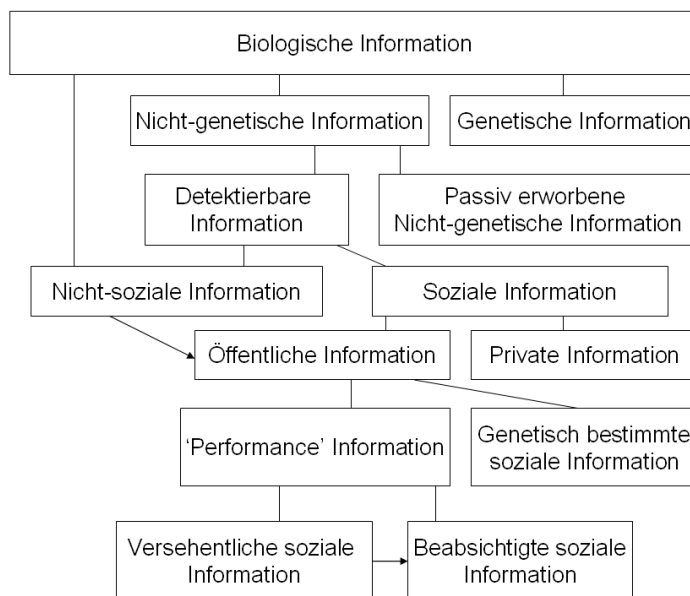 Biologische Information
Nicht-genetische Information
Genetische Information
Detektierbare
Information
Passiv erworbene
Nicht-genetische Information
Nicht-soziale Information
Soziale Information
Öffentliche Information
Private Information
‘Performance’ Information
Genetisch bestimmte
soziale Information
Versehentliche soziale
Information
Beabsichtigte soziale
Information